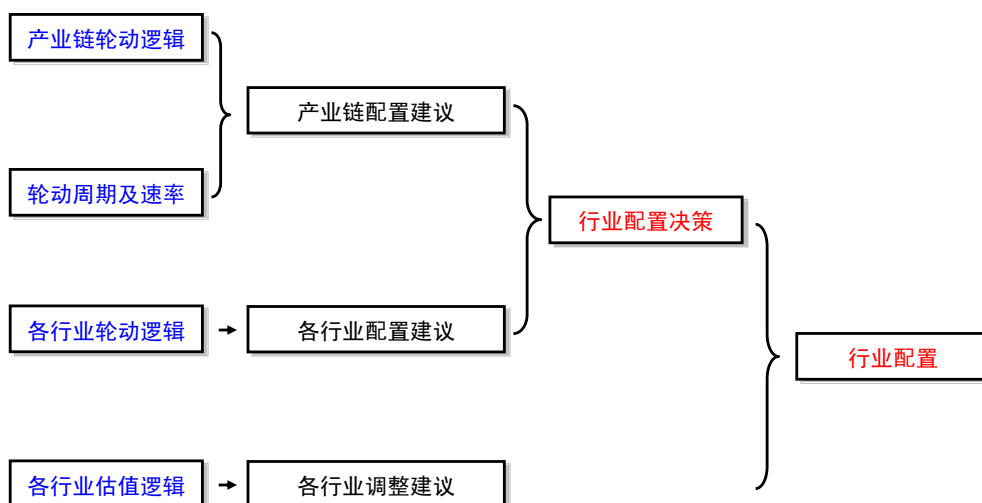 产业链轮动逻辑
产业链配置建议
轮动周期及速率
行业配置决策
各行业轮动逻辑
各行业配置建议
行业配置
各行业估值逻辑
各行业调整建议